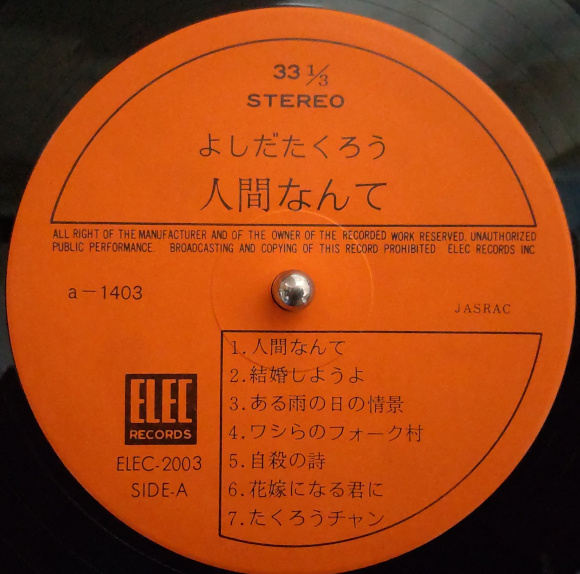 33 1/3
STEREO
よしだたくろう
人間なんて
ALL RIGHT OF THE MANUFACTURER AND OF THE OWNER OF THE RECORDED WORK RESERVED, UNAUTHORIZED
PUBLIC PERFORMANCE. BROADCASTING AND COPYING OF THIS RECORD PROHIBITED ELEC RECORDS INC
a-1403
JASRAC
1.人間なんて
2.結婚しようよ
3.ある雨の日の情景
4.ワシらのフォーク村
5.自殺の詩
6.花嫁になる君に
7.たくろうチャン
ELEC
RECORDS
ELEC-2003
SIDE-A